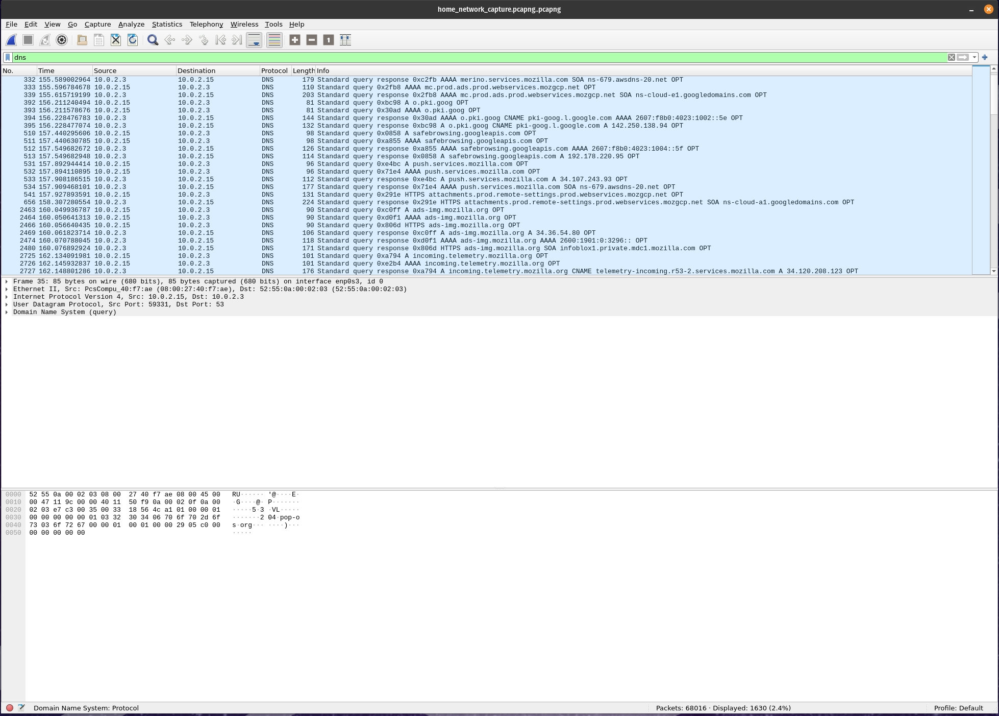 home_network_capture.pcapng..pcapng
File Edit View Go Capture Analyze Statistics Telephony Wireless Tools Help
dns
No. Time Source Destination Protocol Length Info
332 155.589002964 10.0.2.3 10.0.2.15 DNS 179 Standard query response 0xc2fb AAAA merino.services.mozilla.com SOA ns-679.awsdns-20.net OPT
333 155.596784678 10.0.2.15 10.0.2.3 DNS 110 Standard query 0x2fb8 AAAA mc.prod.ads.prod.webservices.mozgcp.net OPT
339 155.615719199 10.0.2.3 10.0.2.15 DNS 203 Standard query response 0x2fb8 AAAA mc.prod.ads.prod.webservices.mozgcp.net SOA ns-cloud-e1.googledomains.com OPT
392 156.211240494 10.0.2.15 10.0.2.3 DNS 81 Standard query 0xbc98 A o.pki.goog OPT
393 156.211578676 10.0.2.15 10.0.2.3 DNS 81 Standard query 0x30ad AAAA o.pki.goog OPT
394 156.228476783 10.0.2.3 10.0.2.15 DNS 144 Standard query response 0x30ad AAAA o.pki.goog CNAME pki-goog.l.google.com AAAA 2607:f8b0:4023:1002::5e OPT
395 156.228477074 10.0.2.3 10.0.2.15 DNS 132 Standard query response 0xbc98 A o.pki.goog CNAME pki-goog.l.google.com A 142.250.138.94 OPT
510 157.440295606 10.0.2.15 10.0.2.3 DNS 98 Standard query 0x0858 A safebrowsing.googleapis.com OPT
511 157.440630785 10.0.2.15 10.0.2.3 DNS 98 Standard query 0xa855 AAAA safebrowsing.googleapis.com OPT
512 157.549682672 10.0.2.3 10.0.2.15 DNS 126 Standard query response 0xa855 AAAA safebrowsing.googleapis.com AAAA 2607:f8b0:4023:1004::5f OPT
513 157.549682948 10.0.2.3 10.0.2.15 DNS 114 Standard query response 0x0858 A safebrowsing.googleapis.com A 192.178.220.95 OPT
531 157.892944414 10.0.2.15 10.0.2.3 DNS 96 Standard query 0xe4bc A push.services.mozilla.com OPT
532 157.894110895 10.0.2.15 10.0.2.3 DNS 96 Standard query 0x71e4 AAAA push.services.mozilla.com OPT
533 157.908186515 10.0.2.3 10.0.2.15 DNS 112 Standard query response 0xe4bc A push.services.mozilla.com A 34.107.243.93 OPT
534 157.909468101 10.0.2.3 10.0.2.15 DNS 177 Standard query response 0x71e4 AAAA push.services.mozilla.com SOA ns-679.awsdns-20.net OPT
541 157.927893591 10.0.2.15 10.0.2.3 DNS 131 Standard query 0x291e HTTPS attachments.prod.remote-settings.prod.webservices.mozgcp.net OPT
656 158.307280554 10.0.2.3 10.0.2.15 DNS 224 Standard query response 0x291e HTTPS attachments.prod.remote-settings.prod.webservices.mozgcp.net SOA ns-cloud-a1.googledomains.com OPT
2463 160.049936787 10.0.2.15 10.0.2.3 DNS 90 Standard query 0xc0ff A ads-img.mozilla.org OPT
2464 160.050641313 10.0.2.15 10.0.2.3 DNS 90 Standard query 0xd0f1 AAAA ads-img.mozilla.org OPT
2466 160.056640435 10.0.2.15 10.0.2.3 DNS 90 Standard query 0x806d HTTPS ads-img.mozilla.org OPT
2469 160.061823714 10.0.2.3 10.0.2.15 DNS 106 Standard query response 0xc0ff A ads-img.mozilla.org A 34.36.54.80 OPT
2474 160.070788045 10.0.2.3 10.0.2.15 DNS 118 Standard query response 0xd0f1 AAAA ads-img.mozilla.org AAAA 2600:1901:0:3296:: OPT
2480 160.076892924 10.0.2.3 10.0.2.15 DNS 171 Standard query response 0x806d HTTPS ads-img.mozilla.org SOA infoblox1.private.mdc1.mozilla.com OPT
2725 162.134091981 10.0.2.15 10.0.2.3 DNS 101 Standard query 0xa794 A incoming.telemetry.mozilla.org OPT
2726 162.145932837 10.0.2.15 10.0.2.3 DNS 101 Standard query 0xe2b4 AAAA incoming.telemetry.mozilla.org OPT
2727 162.148801286 10.0.2.3 10.0.2.15 DNS 176 Standard query response 0xa794 A incoming.telemetry.mozilla.org CNAME telemetry-incoming.r53-2.services.mozilla.com A 34.120.208.123 OPT
Frame 35: 85 bytes on wire (680 bits), 85 bytes captured (680 bits) on interface enp0s3, id 0
Ethernet II, Src: PcsCompu_40:f7:ae (08:00:27:40:f7:ae), Dst: 52:55:0a:00:02:03 (52:55:0a:00:02:03)
Internet Protocol Version 4, Src: 10.0.2.15, Dst: 10.0.2.3
User Datagram Protocol, Src Port: 59331, Dst Port: 53
Domain Name System (query)
0000 52 55 0a 00 02 03 08 00 27 40 f7 ae 08 00 45 00 RU······ '@····E·
0010 00 47 11 9c 00 00 40 11 50 f9 0a 00 02 0f 0a 00 ·G····@· P·······
0020 02 03 e7 c3 00 35 00 33 18 56 4c a1 01 00 00 01 ·····5·3 ·VL·····
0030 00 00 00 00 00 01 03 32 30 34 06 70 6f 70 2d 6f ·······2 04·pop-o
0040 73 03 6f 72 67 00 00 01 00 01 00 00 29 05 c0 00 s·org··· ····)···
0050 00 00 00 00 00 ·····
Domain Name System: Protocol
Packets: 68016 · Displayed: 1630 (2.4%)
Profile: Default